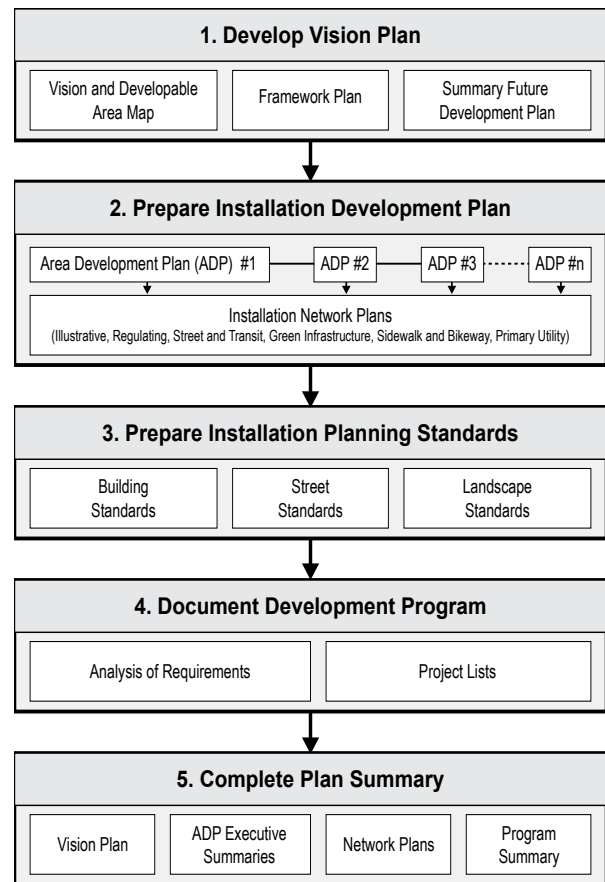 1. Develop Vision Plan
Vision and Developable
Area Map
Framework Plan
Summary Future
Development Plan
2. Prepare Installation Development Plan
Area Development Plan (ADP) #1
ADP #2
ADP #3
ADP #n
Installation Network Plans
(Illustrative, Regulating, Street and Transit, Green Infrastructure, Sidewalk and Bikeway, Primary Utility)
3. Prepare Installation Planning Standards
Building
Standards
Street
Standards
Landscape
Standards
4. Document Development Program
Analysis of Requirements
Project Lists
5. Complete Plan Summary
Vision Plan
ADP Executive
Summaries
Network Plans
Program
Summary